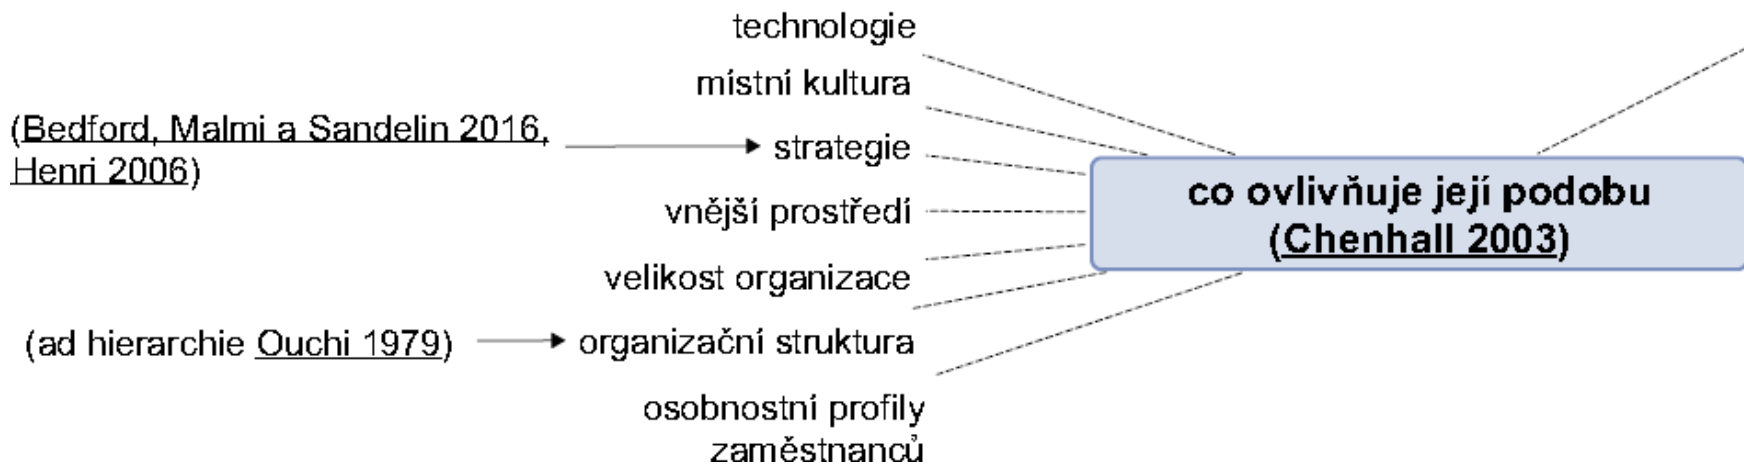 technologie
místní kultura
(Bedford, Malmi a Sandelin 2016,
Henri 2006)
strategie
vnější prostředí
velikost organizace
(ad hierarchie Ouchi 1979)
organizační struktura
osobnostní profily
zaměstnanců
co ovlivňuje její podobu
(Chenhall 2003)